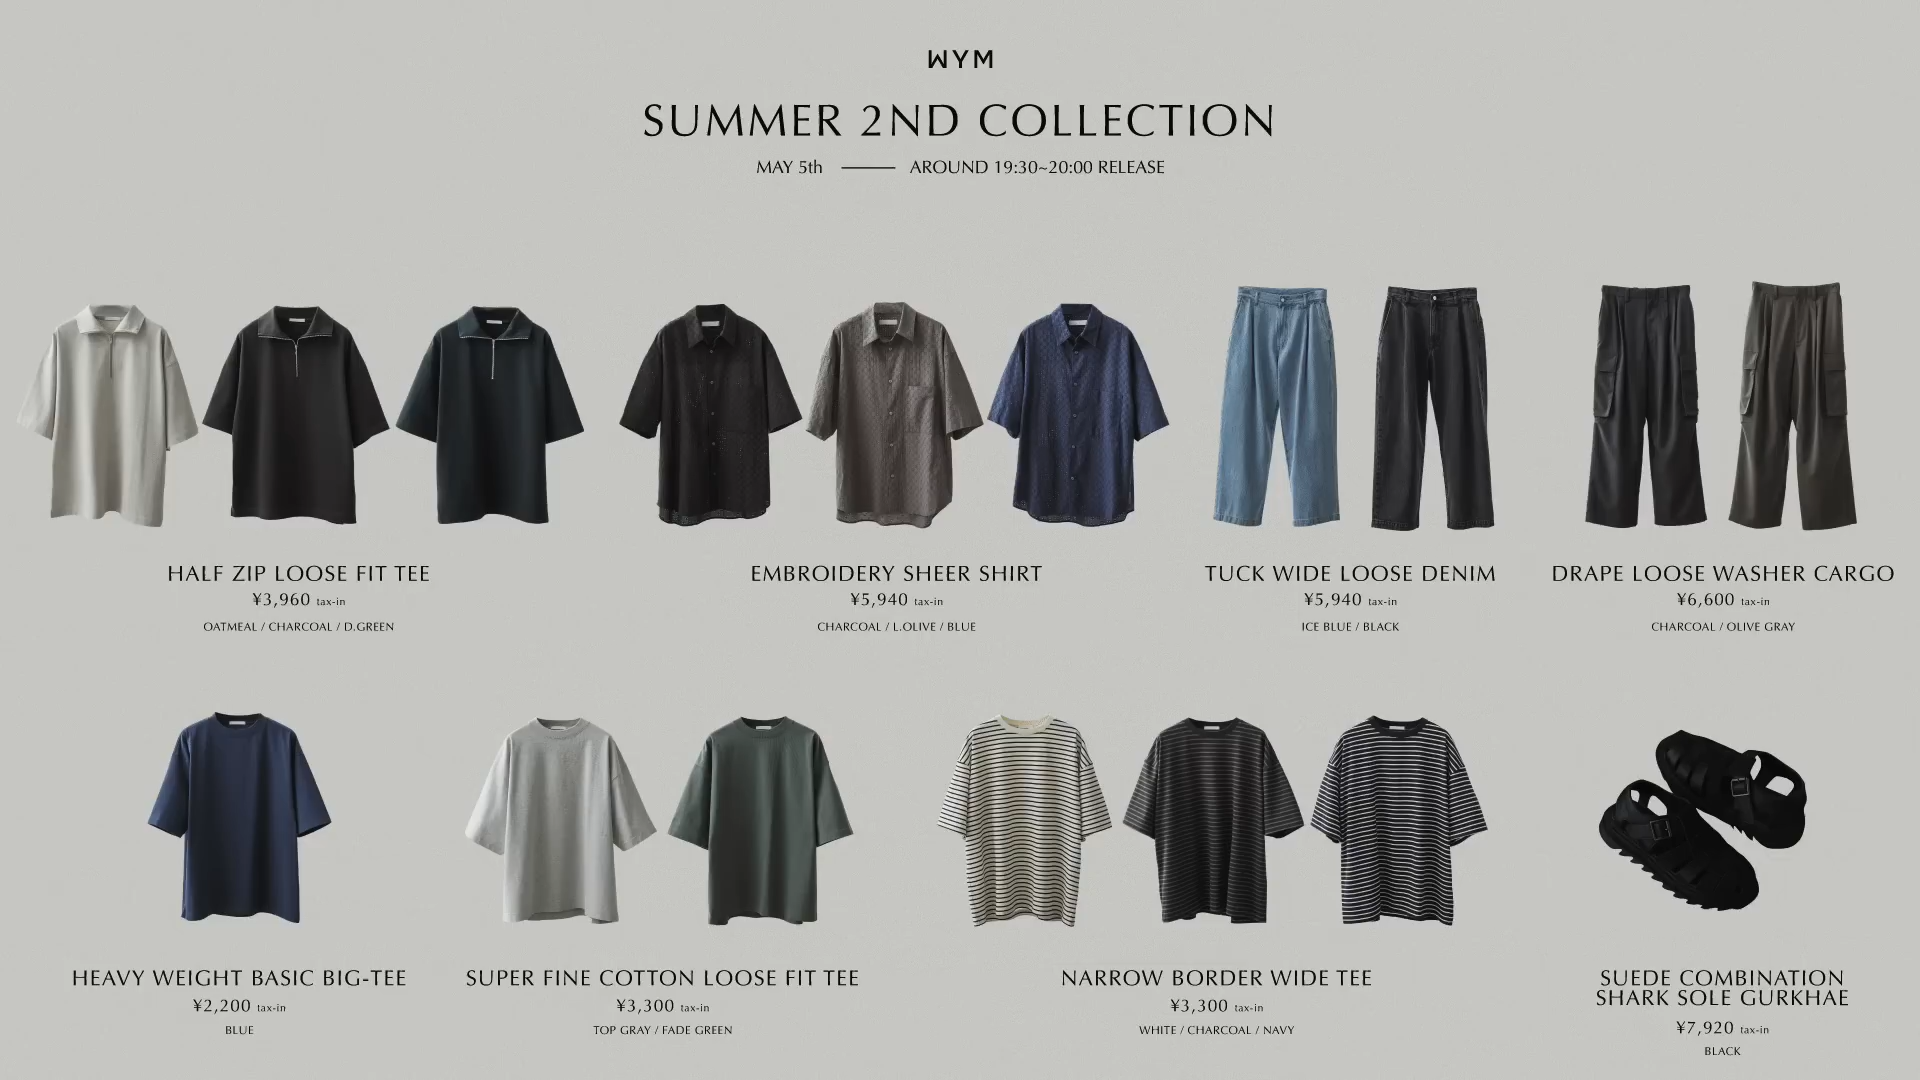 WYM
SUMMER 2ND COLLECTION
MAY 5th —— AROUND 19:30~20:00 RELEASE
HALF ZIP LOOSE FIT TEE
¥3,960 tax-in
OATMEAL / CHARCOAL / D.GREEN
EMBROIDERY SHEER SHIRT
¥5,940 tax-in
CHARCOAL / L.OLIVE / BLUE
TUCK WIDE LOOSE DENIM
¥5,940 tax-in
ICE BLUE / BLACK
DRAPE LOOSE WASHER CARGO
¥6,600 tax-in
CHARCOAL / OLIVE GRAY
HEAVY WEIGHT BASIC BIG-TEE
¥2,200 tax-in
BLUE
SUPER FINE COTTON LOOSE FIT TEE
¥3,300 tax-in
TOP GRAY / FADE GREEN
NARROW BORDER WIDE TEE
¥3,300 tax-in
WHITE / CHARCOAL / NAVY
SUEDE COMBINATION
SHARK SOLE GURKHAE
¥7,920 tax-in
BLACK